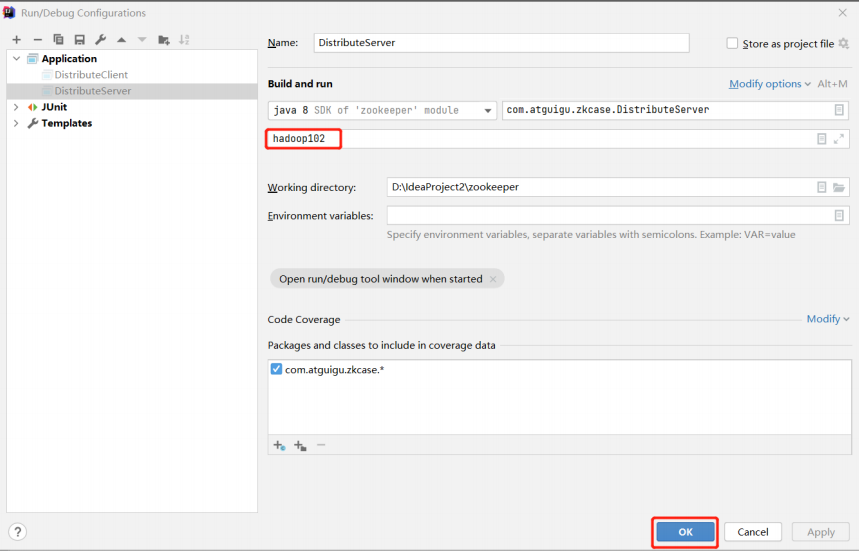 Run/Debug Configurations
Name: DistributeServer
Store as project file
Application
DistributeClient
DistributeServer
JUnit
Templates
Build and run
Modify options Alt+M
java 8 SDK of 'zookeeper' module
com.atguigu.zkcase.DistributeServer
hadoop102
Working directory: D:\IdeaProject2\zookeeper
Environment variables:
Specify environment variables, separate variables with semicolons. Example: VAR=value
Open run/debug tool window when started
Code Coverage
Modify
Packages and classes to include in coverage data
com.atguigu.zkcase.*
?
OK
Cancel
Apply